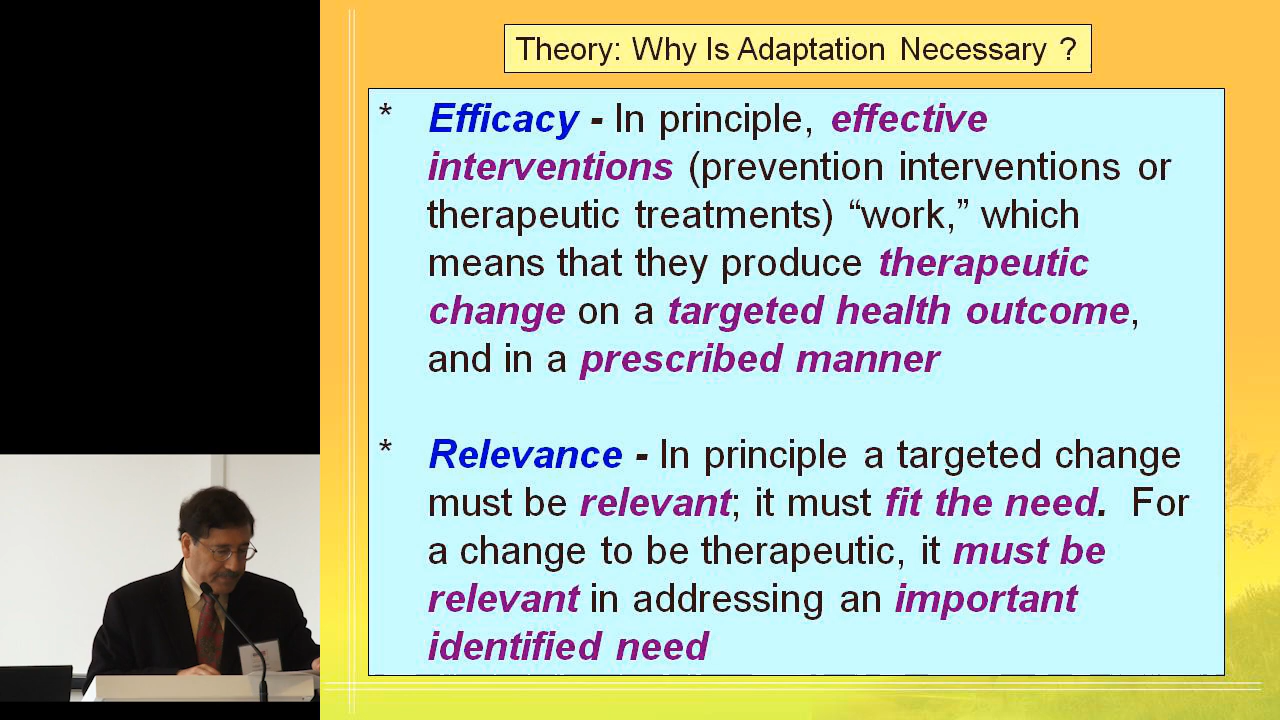 Theory: Why Is Adaptation Necessary ?
* Efficacy - In principle, effective
interventions (prevention interventions or
therapeutic treatments) “work,” which
means that they produce therapeutic
change on a targeted health outcome,
and in a prescribed manner
* Relevance - In principle a targeted change
must be relevant; it must fit the need. For
a change to be therapeutic, it must be
relevant in addressing an important
identified need